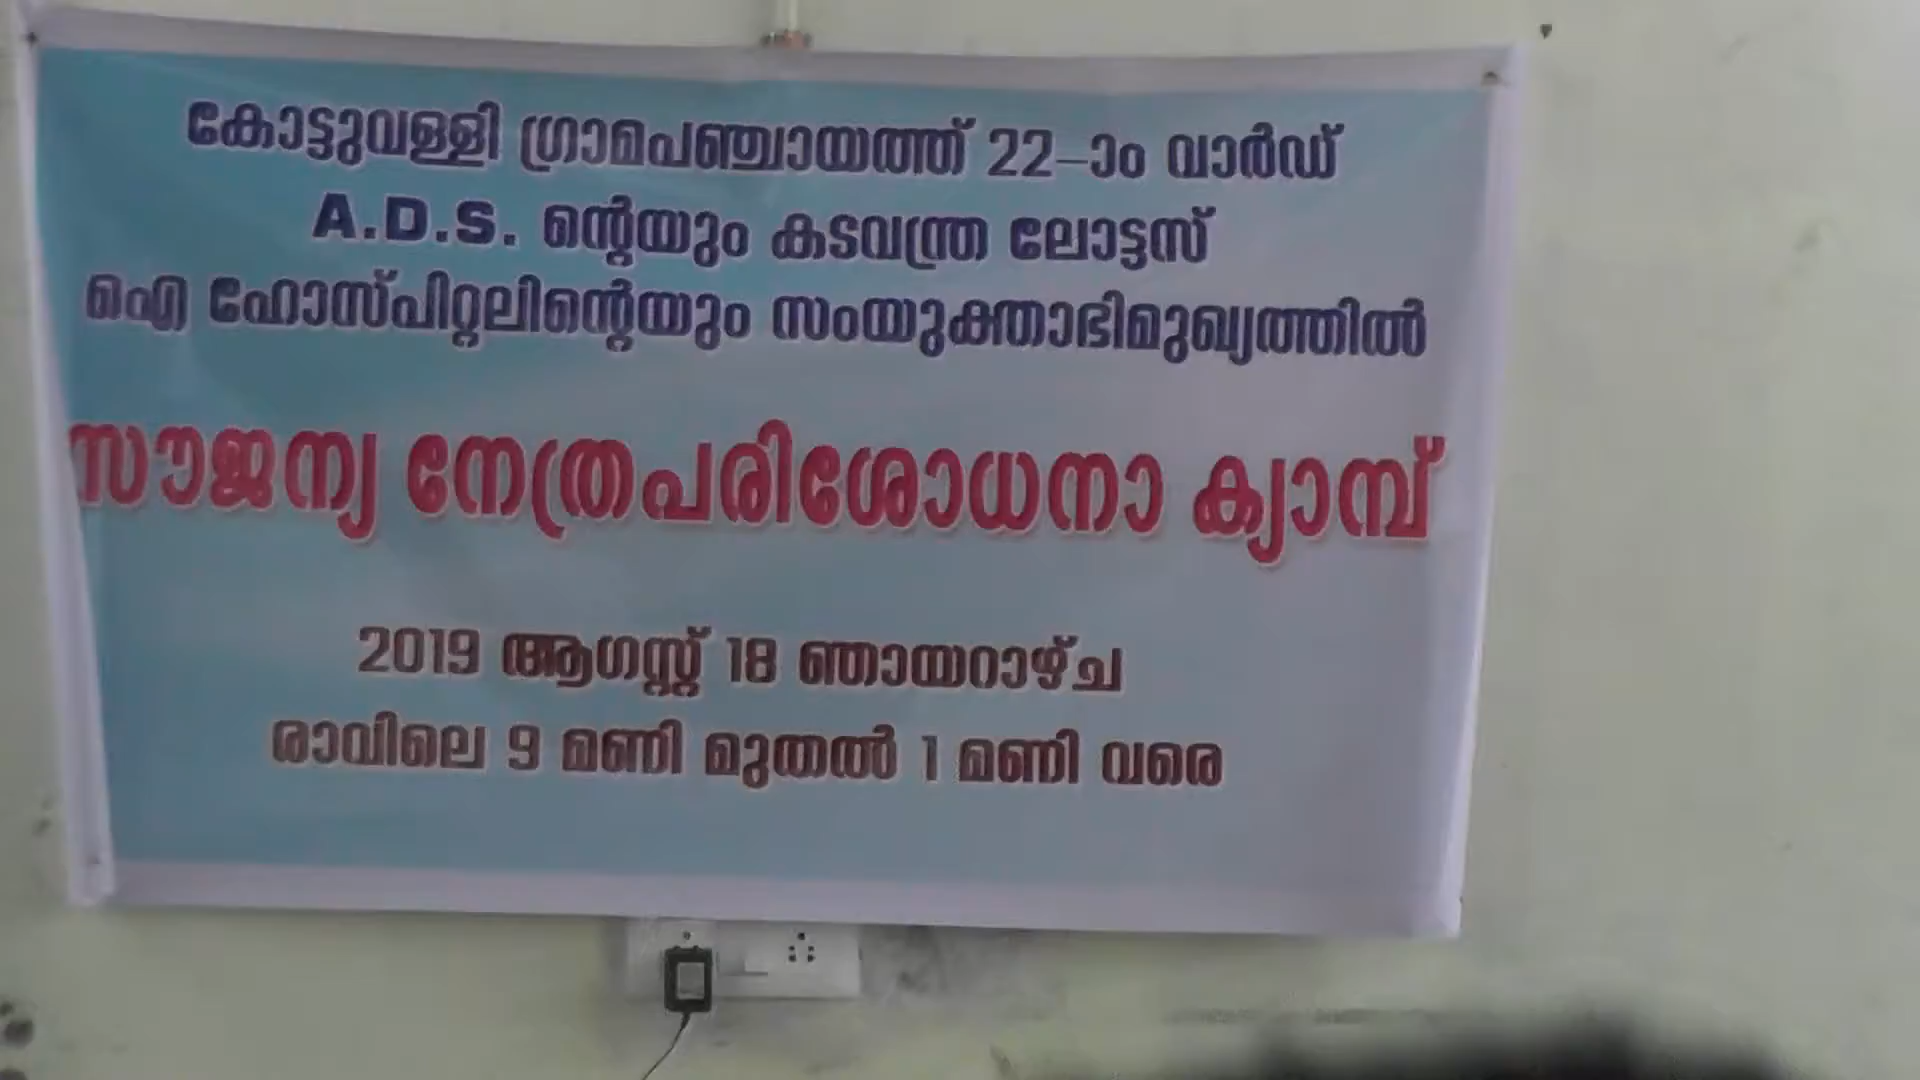 കോട്ടുവള്ളി ഗ്രാമപഞ്ചായത്ത് 22-ാം വാർഡ്
A.D.S. ന്റെയും കടവന്ത്ര ലോട്ടസ്
ഐ ഹോസ്പിറ്റലിന്റെയും സംയുക്താഭിമുഖ്യത്തിൽ
സൗജന്യ നേത്രപരിശോധനാ ക്യാമ്പ്
2019 ആഗസ്റ്റ് 18 ഞായറാഴ്ച
രാവിലെ 9 മണി മുതൽ 1 മണി വരെ